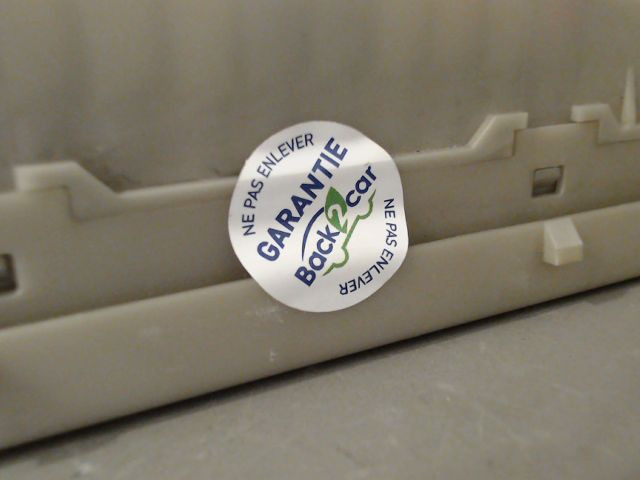 NE PAS ENLEVER
GARANTIE
Back2car
NE PAS ENLEVER